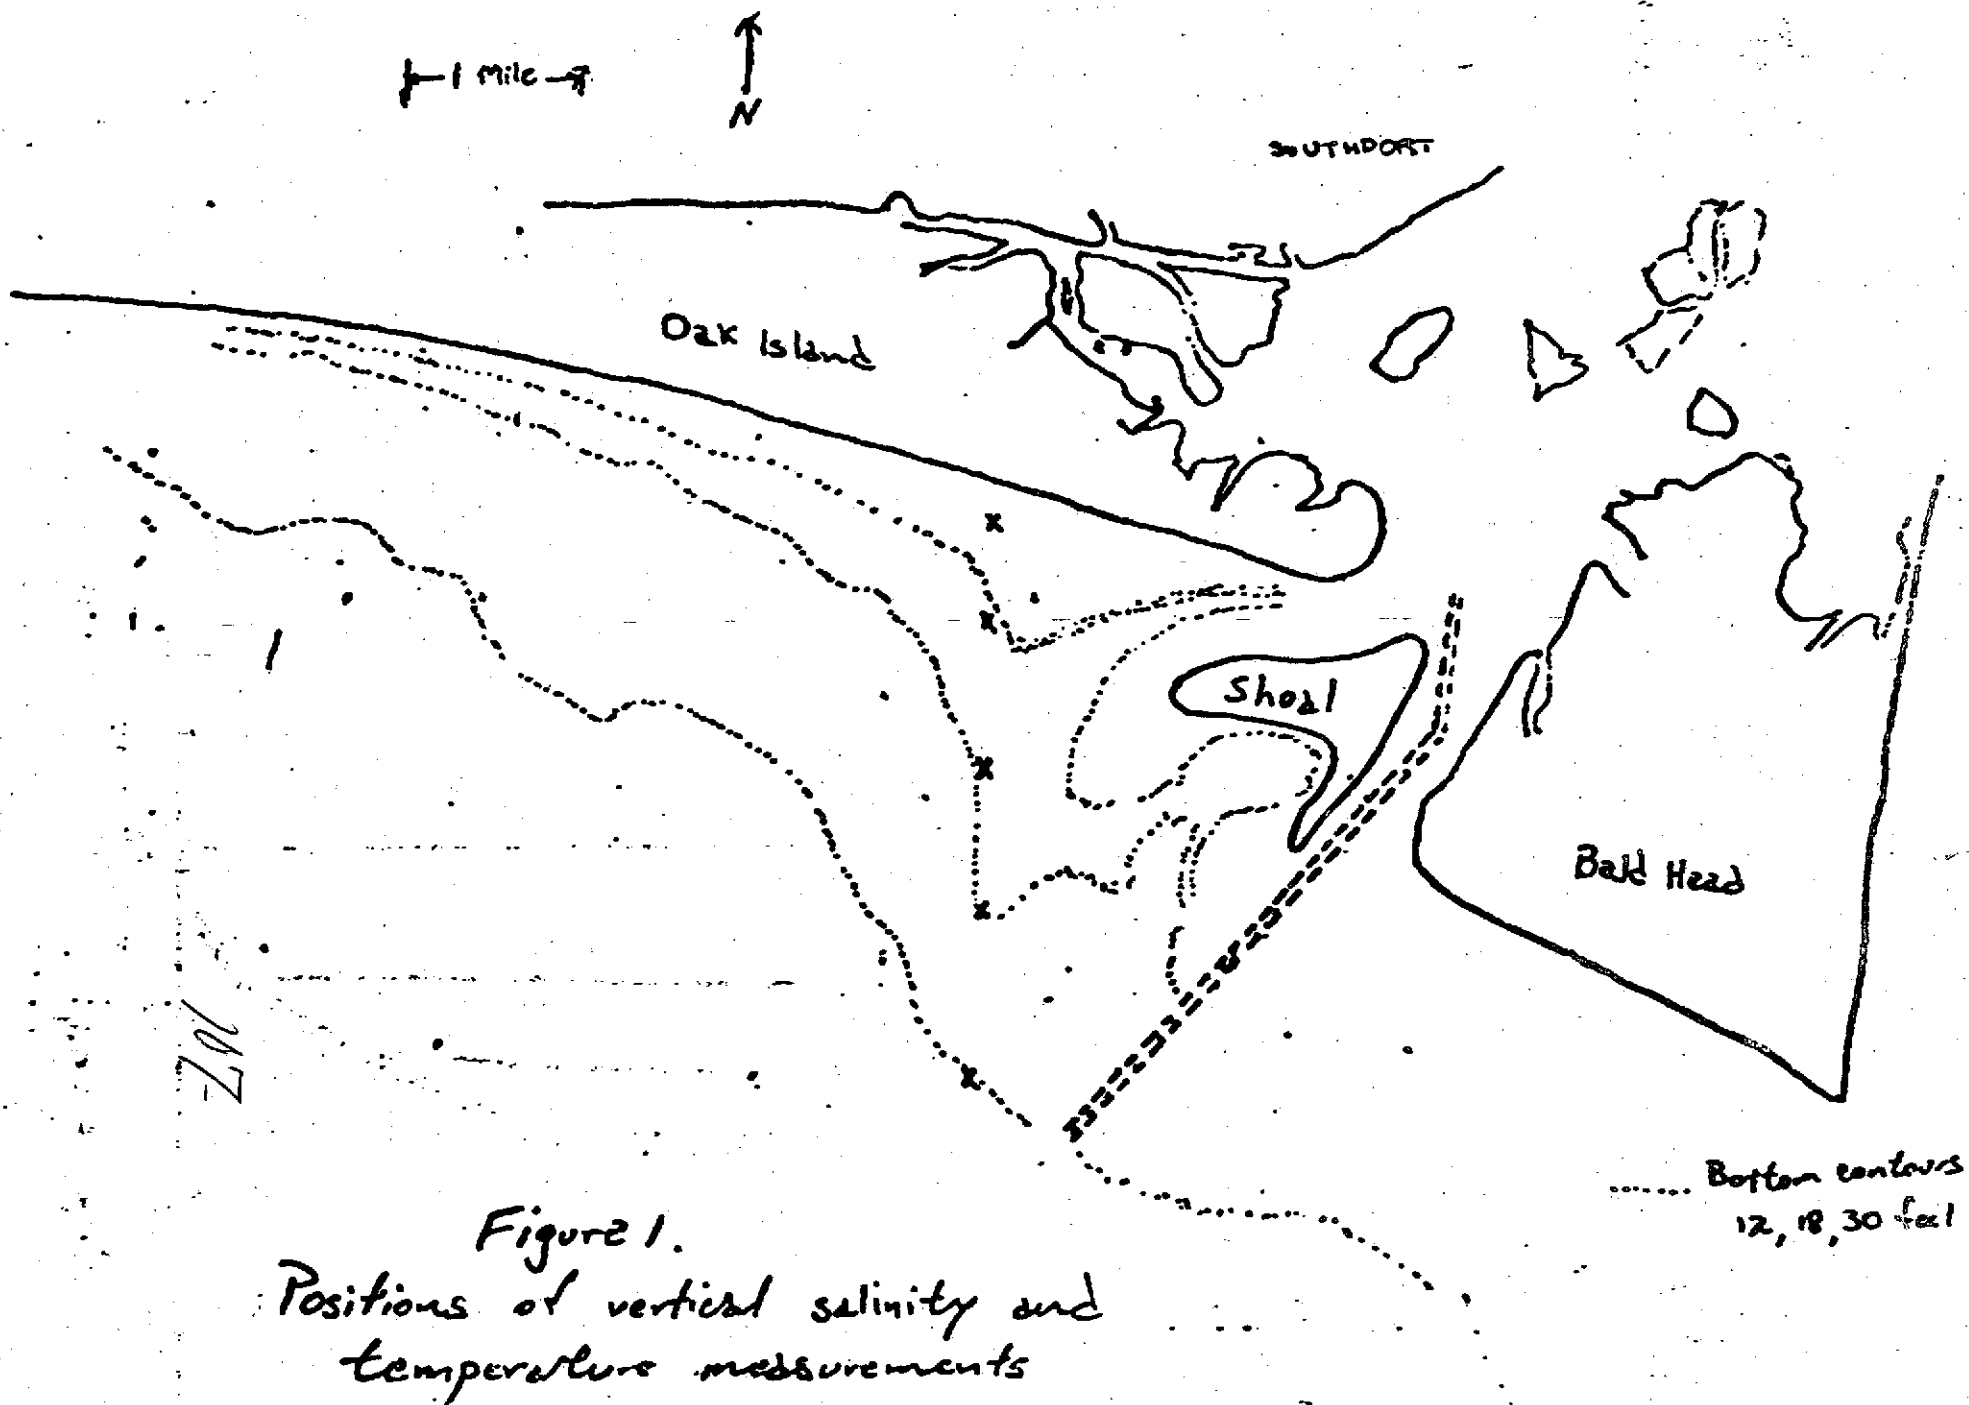 1 Mile
N
SOUTHPORT
Oak Island
Shoal
Bald Head
Bottom contours
12, 18, 30 feet
Figure 1.
Positions of vertical salinity and
temperature measurements